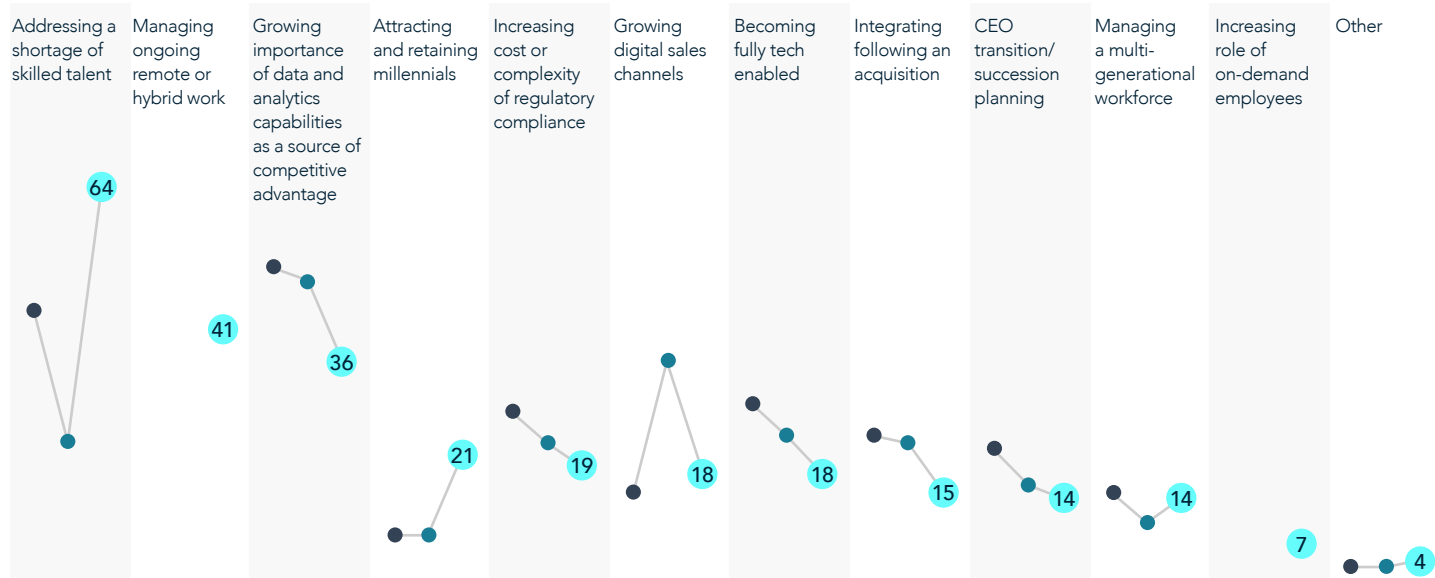 Addressing a
shortage of
skilled talent
Managing
ongoing
remote or
hybrid work
Growing
importance
of data and
analytics
capabilities
as a source of
competitive
advantage
Attracting
and retaining
millennials
Increasing
cost or
complexity
of regulatory
compliance
Growing
digital sales
channels
Becoming
fully tech
enabled
Integrating
following an
acquisition
CEO
transition/
succession
planning
Managing
a multi-
generational
workforce
Increasing
role of
on-demand
employees
Other
64
41
36
21
19
18
18
15
14
14
7
4